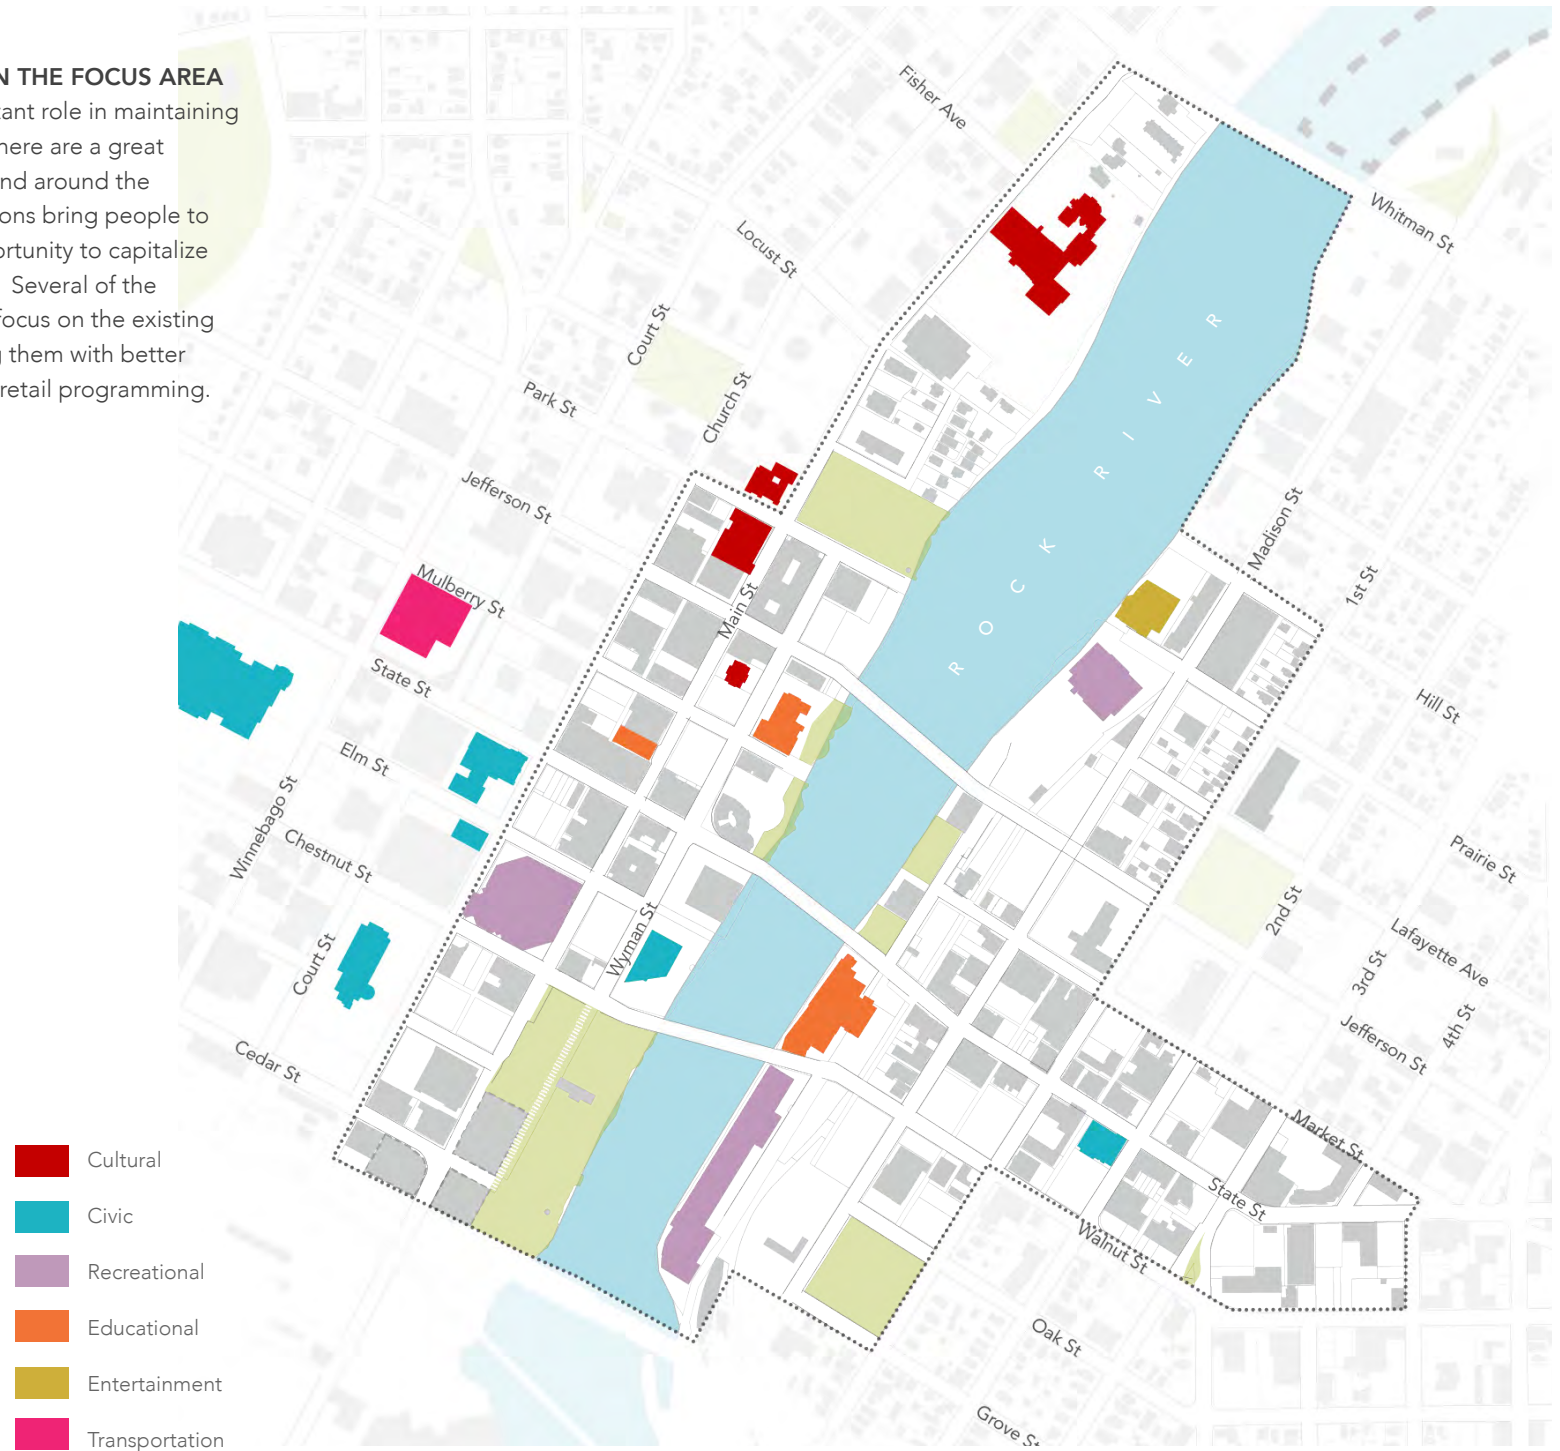 N THE FOCUS AREA
tant role in maintaining
here are a great
nd around the
ons bring people to
ortunity to capitalize
Several of the
focus on the existing
g them with better
retail programming.
Fisher Ave
Whitman St
Locust St
Court St
Park St
Church St
Jefferson St
Madison St
1st St
Mulberry St
Main St
State St
Hill St
Elm St
Winnebago St
Chestnut St
Prairie St
2nd St
Wyman St
Court St
Lafayette Ave
3rd St
4th St
Jefferson St
Cedar St
Market St
State St
Walnut St
Oak St
Grove St
ROCK RIVER
Cultural
Civic
Recreational
Educational
Entertainment
Transportation